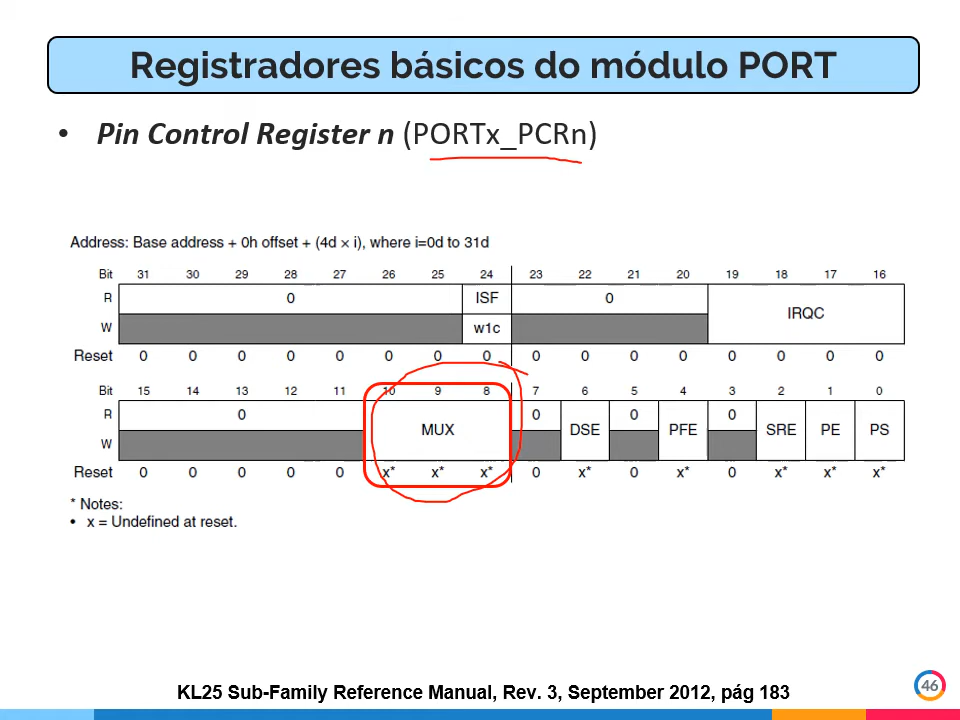 Registradores básicos do módulo PORT
• Pin Control Register n (PORTx_PCRn)
Address: Base address + 0h offset + (4d × i), where i=0d to 31d
Bit 31 30 29 28 27 26 25 24 23 22 21 20 19 18 17 16
R 0 ISF 0 IRQC
W w1c
Reset 0 0 0 0 0 0 0 0 0 0 0 0 0 0 0 0
Bit 15 14 13 12 11 10 9 8 7 6 5 4 3 2 1 0
R 0 MUX 0 DSE 0 PFE 0 SRE PE PS
W
Reset 0 0 0 0 0 x* x* x* 0 x* 0 x* 0 x* x* x*
* Notes:
• x = Undefined at reset.
KL25 Sub-Family Reference Manual, Rev. 3, September 2012, pág 183
46